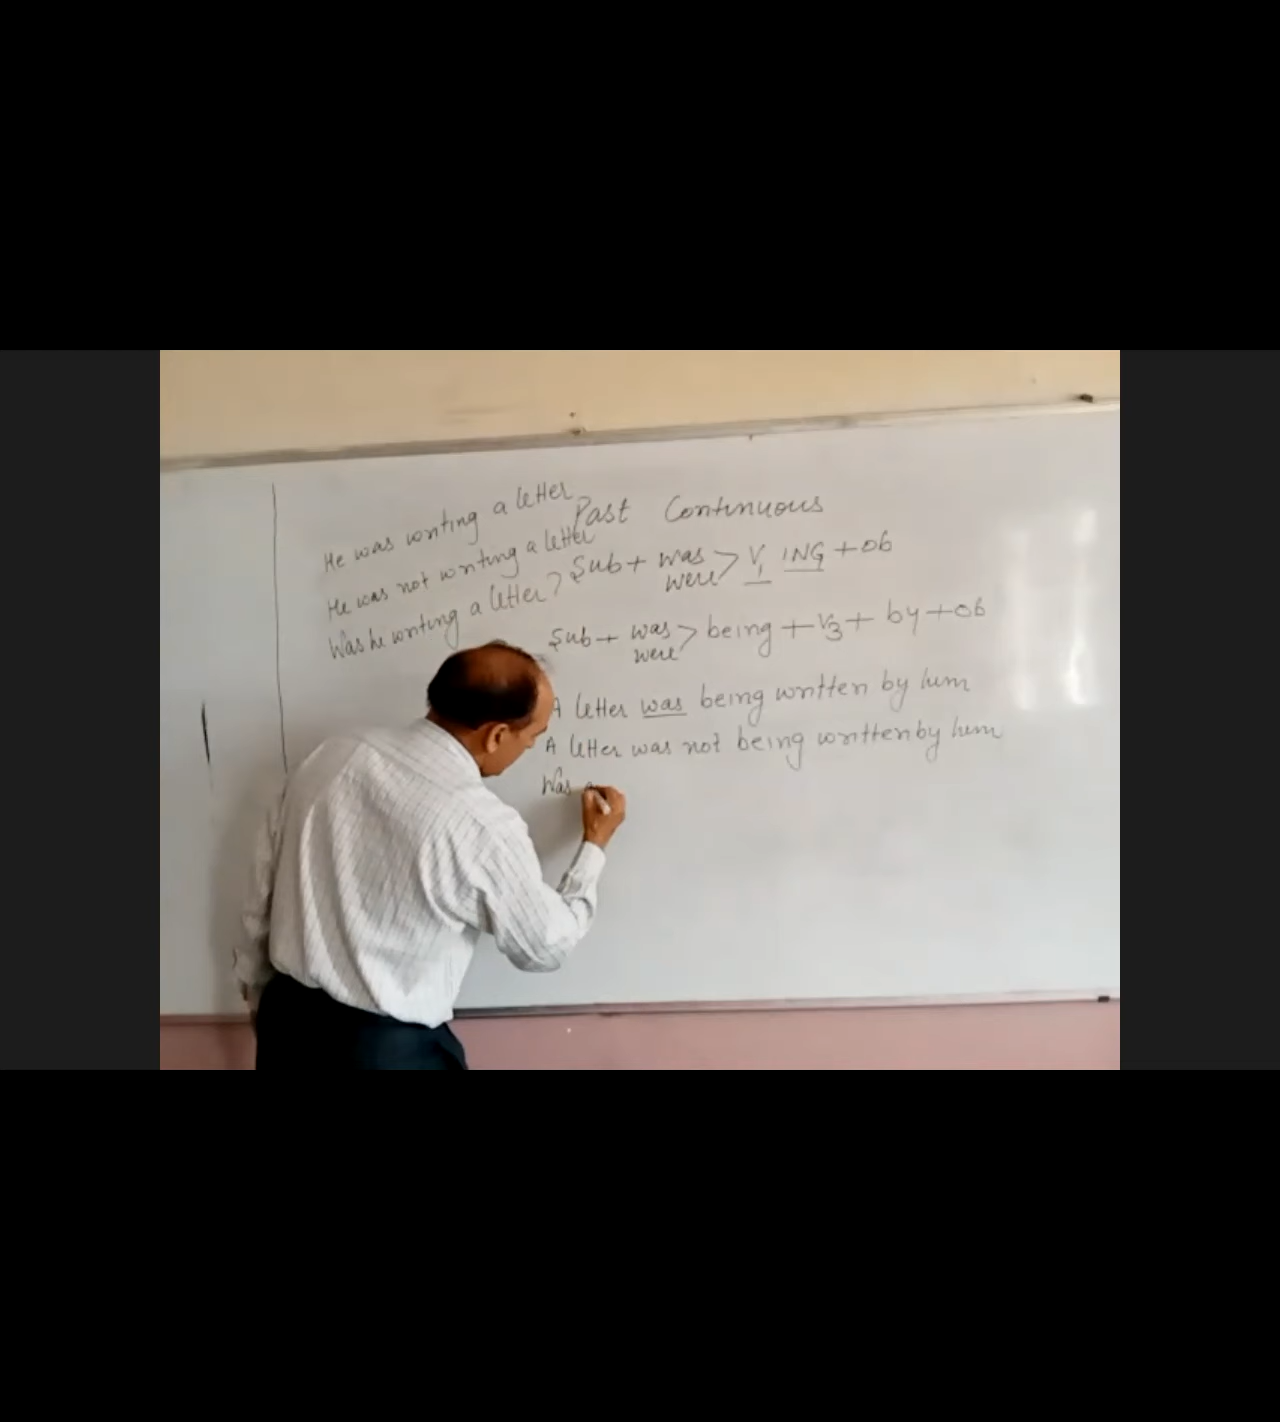 He was writing a letter
He was not writing a letter
Was he writing a letter?
Past Continuous
Sub + was
were > V1 ING + Ob
Sub + was
were > being + V3 + by + ob
A letter was being written by him
A letter was not being written by him
Was